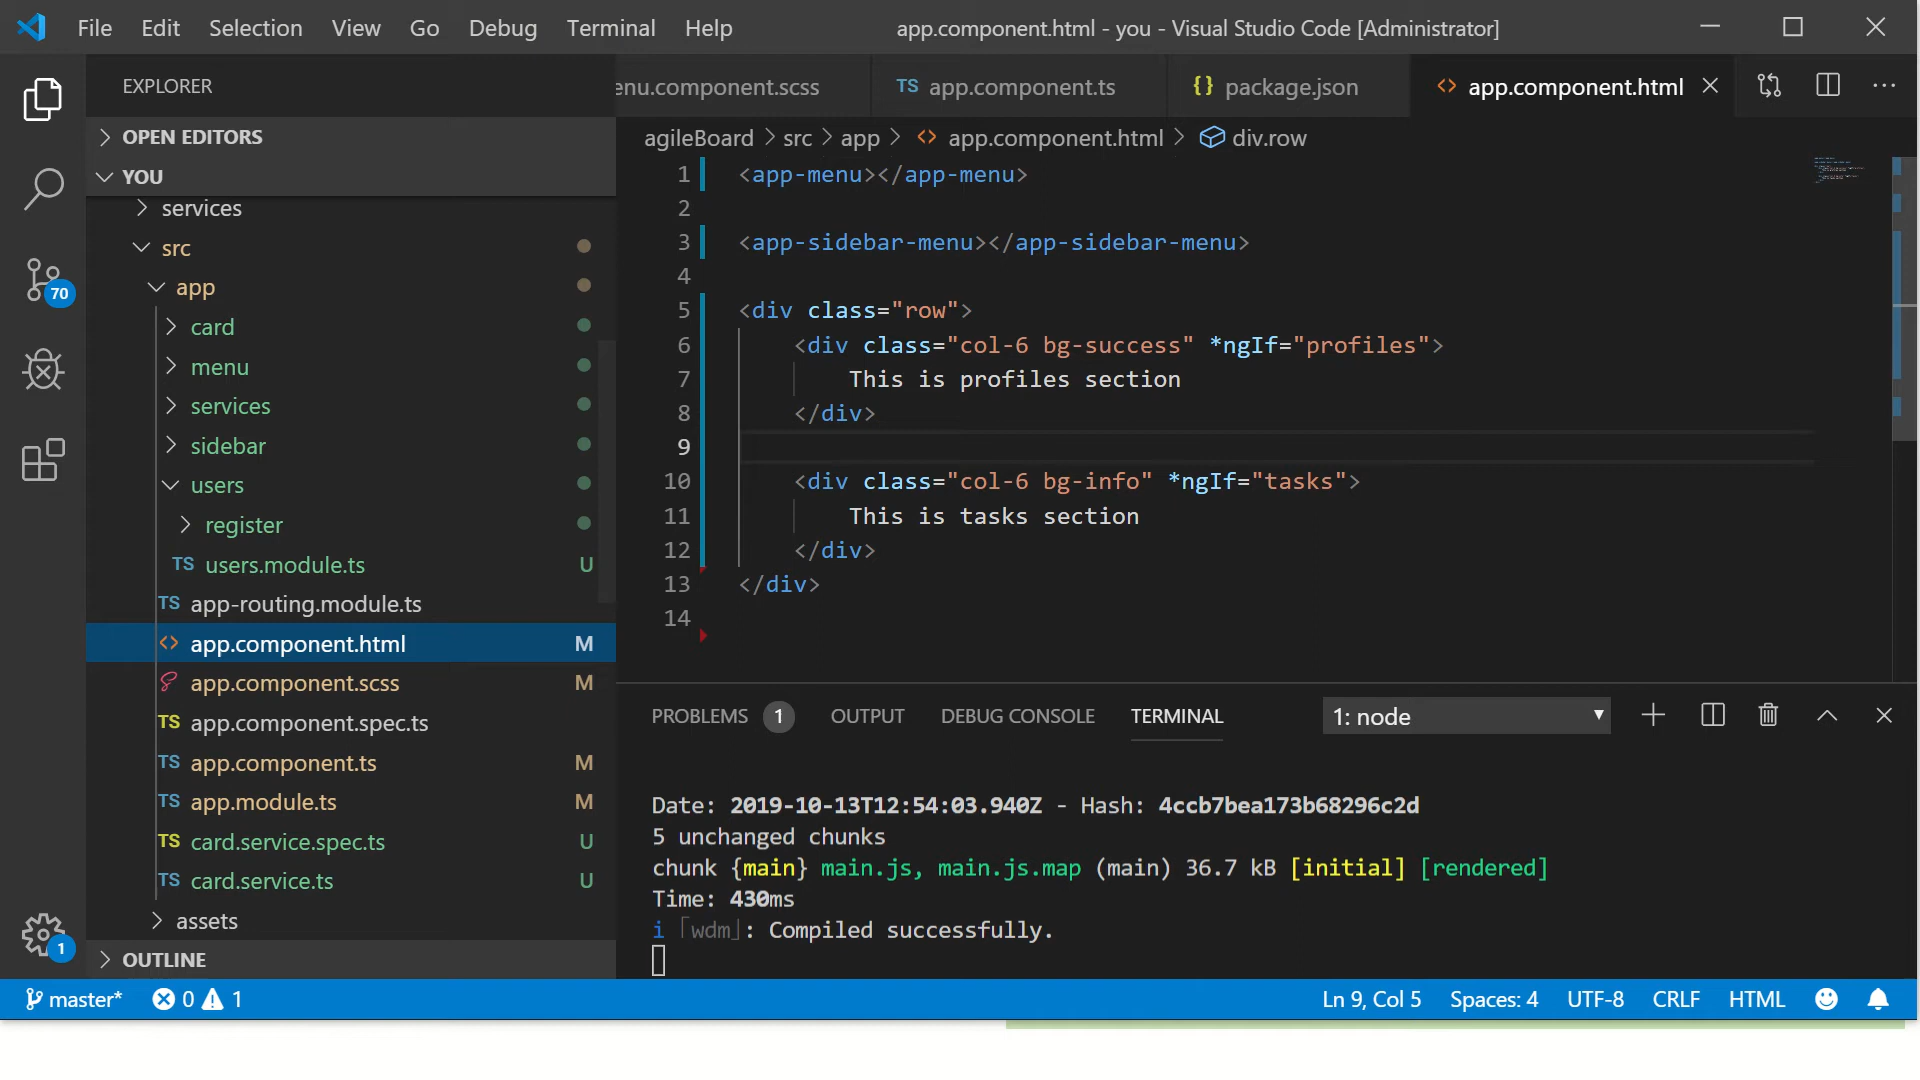 File Edit Selection View Go Debug Terminal Help app.component.html - you - Visual Studio Code [Administrator]
EXPLORER
OPEN EDITORS
YOU
services
src
app
card
menu
services
sidebar
users
register
TS users.module.ts U
TS app-routing.module.ts
<> app.component.html M
app.component.scss M
TS app.component.spec.ts
TS app.component.ts M
TS app.module.ts M
TS card.service.spec.ts U
TS card.service.ts U
assets
OUTLINE
70
1
enu.component.scss TS app.component.ts {} package.json <> app.component.html
agileBoard > src > app > <> app.component.html > div.row
1 <app-menu></app-menu>
2
3 <app-sidebar-menu></app-sidebar-menu>
4
5 <div class="row">
6 <div class="col-6 bg-success" *ngIf="profiles">
7 This is profiles section
8 </div>
9
10 <div class="col-6 bg-info" *ngIf="tasks">
11 This is tasks section
12 </div>
13 </div>
14
PROBLEMS 1 OUTPUT DEBUG CONSOLE TERMINAL 1: node
Date: 2019-10-13T12:54:03.940Z - Hash: 4ccb7bea173b68296c2d
5 unchanged chunks
chunk {main} main.js, main.js.map (main) 36.7 kB [initial] [rendered]
Time: 430ms
i ｢wdm｣: Compiled successfully.
master* 0 1 Ln 9, Col 5 Spaces: 4 UTF-8 CRLF HTML